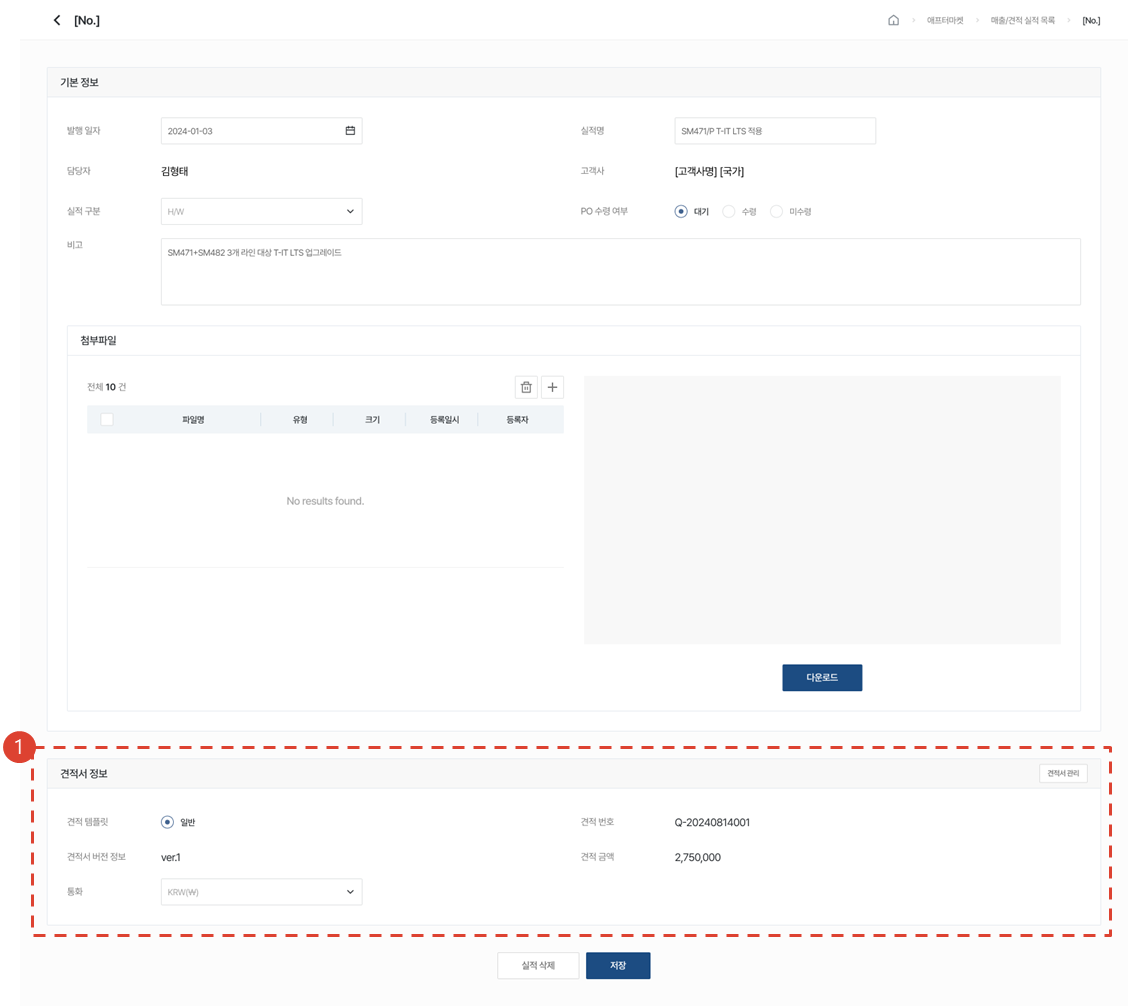 [No.]
애프터마켓
매출/견적 실적 목록
[No.]
기본 정보
발행 일자
2024-01-03
실적명
SM471/P T-IT LTS 적용
담당자
김형태
고객사
[고객사명] [국가]
실적 구분
H/W
PO 수령 여부
대기
수령
미수령
비고
SM471+SM482 3개 라인 대상 T-IT LTS 업그레이드
첨부파일
전체 10 건
파일명
유형
크기
등록일시
등록자
No results found.
다운로드
1
견적서 정보
견적서 관리
견적 템플릿
일반
견적 번호
Q-20240814001
견적서 버전 정보
ver.1
견적 금액
2,750,000
통화
KRW(₩)
실적 삭제
저장